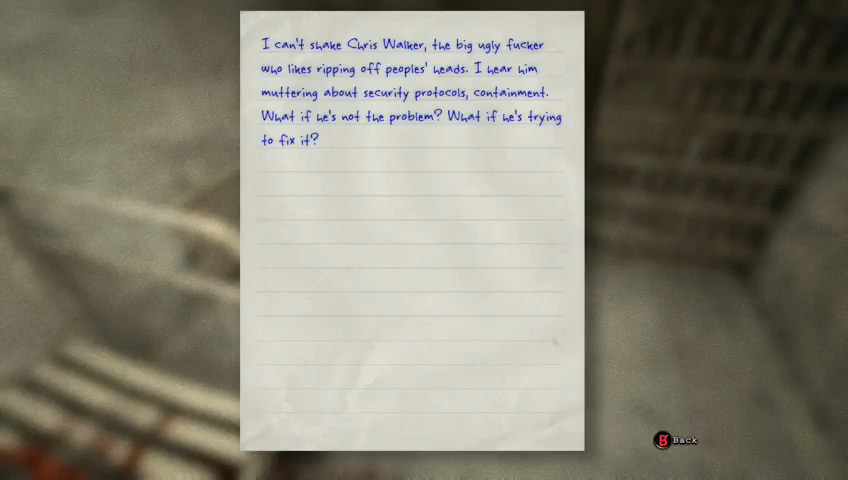 I can't shake Chris Walker, the big ugly fucker
who likes ripping off peoples' heads. I hear him
muttering about security protocols, containment.
What if he's not the problem? What if he's trying
to fix it?
B Back